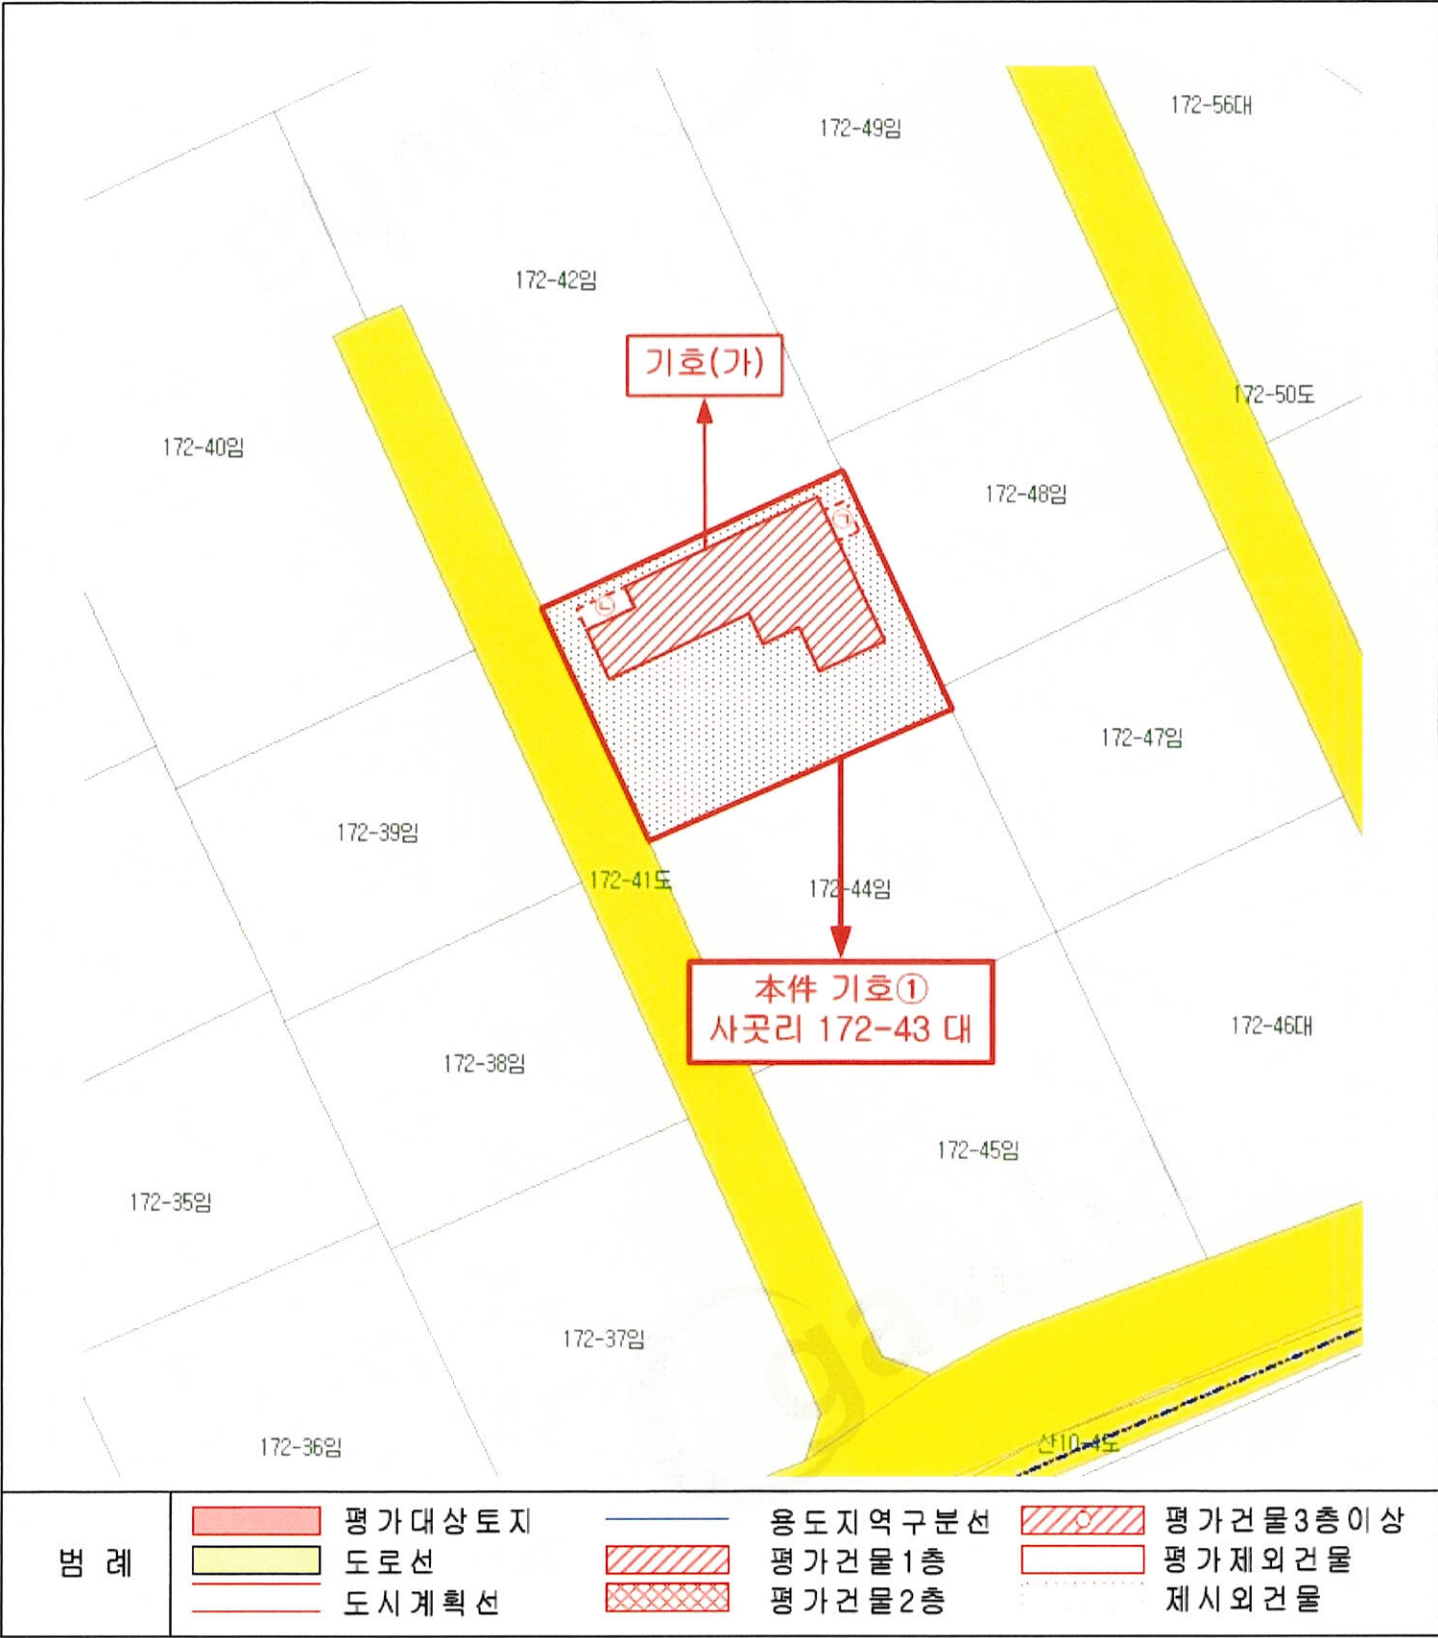 172-56대
172-49임
172-42임
기호(가)
172-50도
172-40임
172-48임
㉠
㉡
172-47임
172-39임
172-41도
172-44임
本件 기호①
사곳리 172-43 대
172-46대
172-38임
172-45임
172-35임
172-37임
172-36임
산10-4도
범 례
평가대상토지
도로선
도시계획선
용도지역구분선
평가건물1층
평가건물2층
평가건물3층이상
평가제외건물
제시외건물